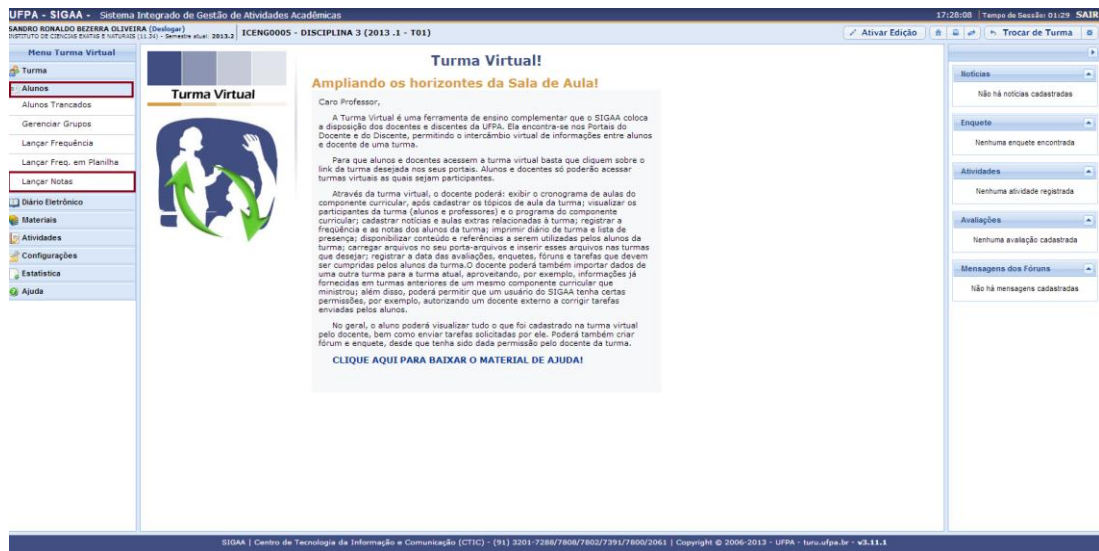 UFPA - SIGAA - Sistema Integrado de Gestão de Atividades Acadêmicas
17:28:08 Tempo de Sessão: 01:29 SAIR
SANDRO RONALDO BEZERRA OLIVEIRA (Deslogar)
INSTITUTO DE CIENCIAS EXATAS E NATURAIS (11.34) - Semestre atual: 2013.2
ICENG0005 - DISCIPLINA 3 (2013 .1 - T01)
Ativar Edição
Trocar de Turma
Menu Turma Virtual
Turma
Alunos
Alunos Trancados
Gerenciar Grupos
Lançar Frequência
Lançar Freq. em Planilha
Lançar Notas
Diário Eletrônico
Materiais
Atividades
Configurações
Estatística
Ajuda
Turma Virtual
Turma Virtual!
Ampliando os horizontes da Sala de Aula!
Caro Professor,
A Turma Virtual é uma ferramenta de ensino complementar que o SIGAA coloca
a disposição dos docentes e discentes da UFPA. Ela encontra-se nos Portais do
Docente e do Discente, permitindo o intercâmbio virtual de informações entre alunos
e docente de uma turma.
Para que alunos e docentes acessem a turma virtual basta que cliquem sobre o
link da turma desejada nos seus portais. Alunos e docentes só poderão acessar
turmas virtuais as quais sejam participantes.
Através da turma virtual, o docente poderá: exibir o cronograma de aulas do
componente curricular, após cadastrar os tópicos de aula da turma; visualizar os
participantes da turma (alunos e professores) e o programa do componente
curricular; cadastrar notícias e aulas extras relacionadas à turma; registrar a
freqüência e as notas dos alunos da turma; imprimir diário de turma e lista de
presença; disponibilizar conteúdo e referências a serem utilizadas pelos alunos da
turma; carregar arquivos no seu porta-arquivos e inserir esses arquivos nas turmas
que desejar; registrar a data das avaliações, enquetes, fóruns e tarefas que devem
ser cumpridas pelos alunos da turma.O docente poderá também importar dados de
uma outra turma para a turma atual, aproveitando, por exemplo, informações já
fornecidas em turmas anteriores de um mesmo componente curricular que
ministrou; além disso, poderá permitir que um usuário do SIGAA tenha certas
permissões, por exemplo, autorizando um docente externo a corrigir tarefas
enviadas pelos alunos.
No geral, o aluno poderá visualizar tudo o que foi cadastrado na turma virtual
pelo docente, bem como enviar tarefas solicitadas por ele. Poderá também criar
fórum e enquete, desde que tenha sido dada permissão pelo docente da turma.
CLIQUE AQUI PARA BAIXAR O MATERIAL DE AJUDA!
Notícias
Não há notícias cadastradas
Enquete
Nenhuma enquete encontrada
Atividades
Nenhuma atividade registrada
Avaliações
Nenhuma avaliação cadastrada
Mensagens dos Fóruns
Não há mensagens cadastradas
SIGAA | Centro de Tecnologia da Informação e Comunicação (CTIC) - (91) 3201-7288/7808/7802/7391/7800/2061 | Copyright © 2006-2013 - UFPA - turu.ufpa.br - v3.11.1